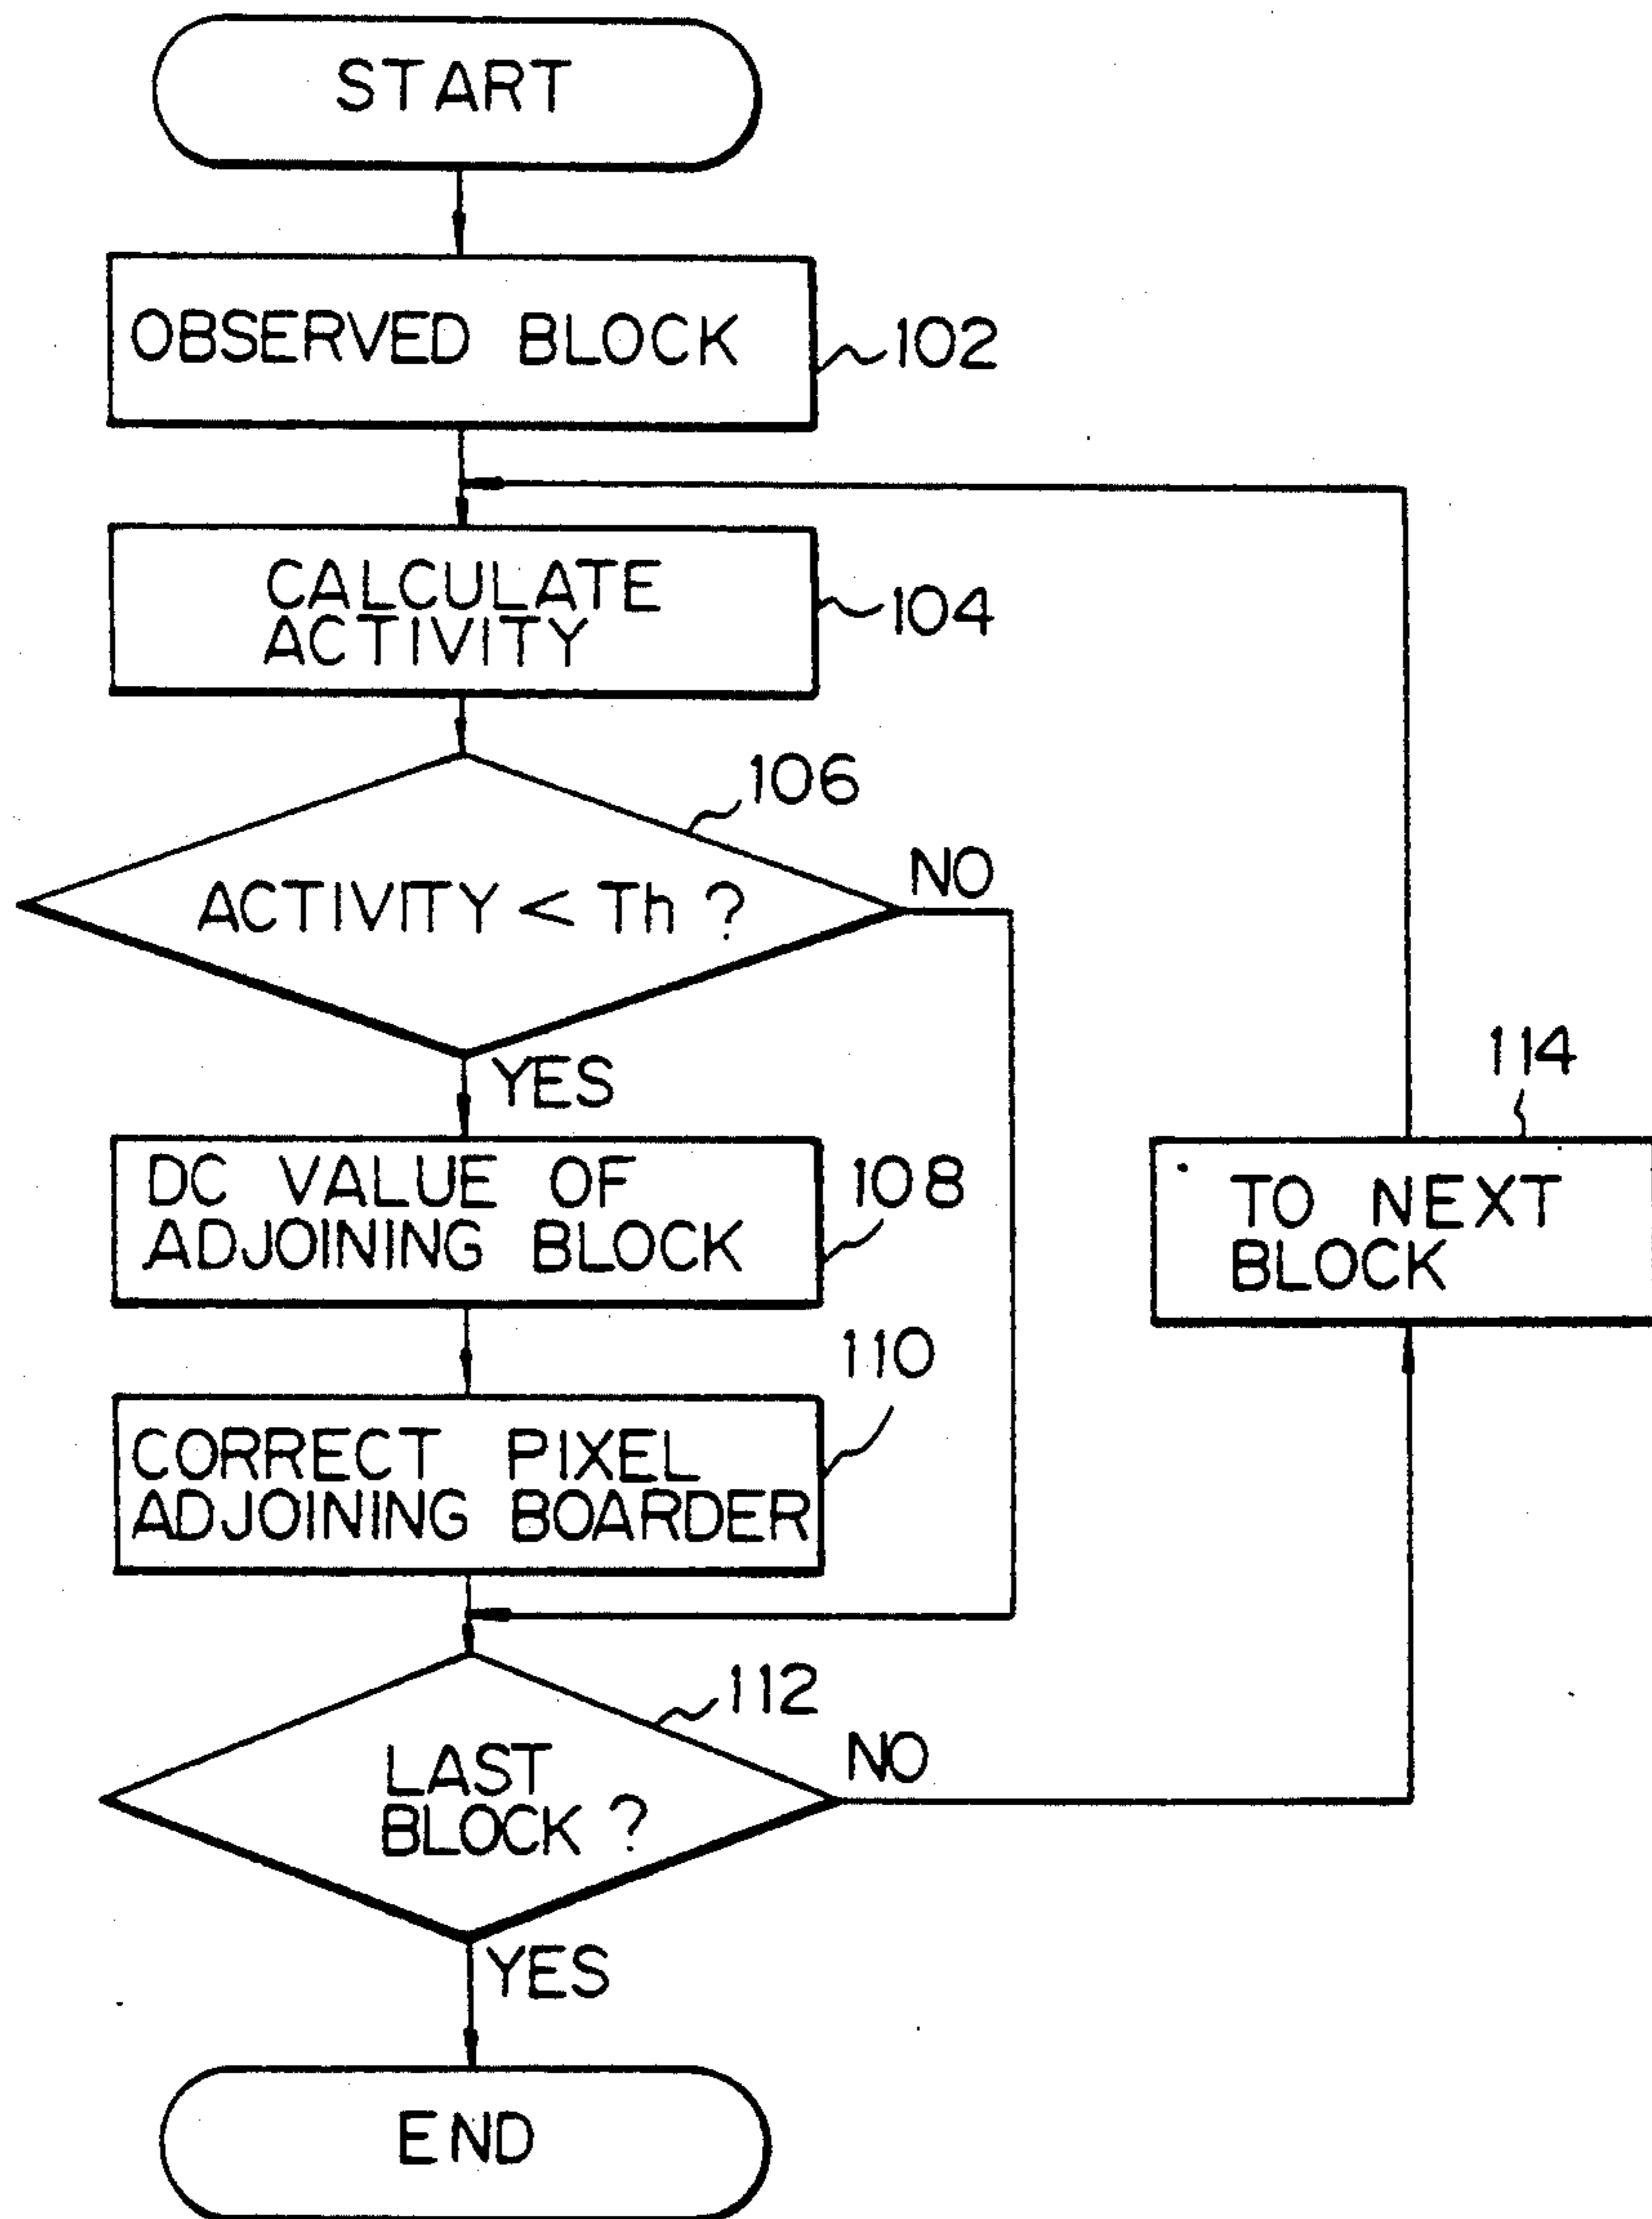 START
OBSERVED BLOCK
102
CALCULATE
ACTIVITY
104
106
ACTIVITY < Th ?
NO
YES
DC VALUE OF
ADJOINING BLOCK
108
114
TO NEXT
BLOCK
110
CORRECT PIXEL
ADJOINING BOARDER
112
LAST
BLOCK ?
NO
YES
END